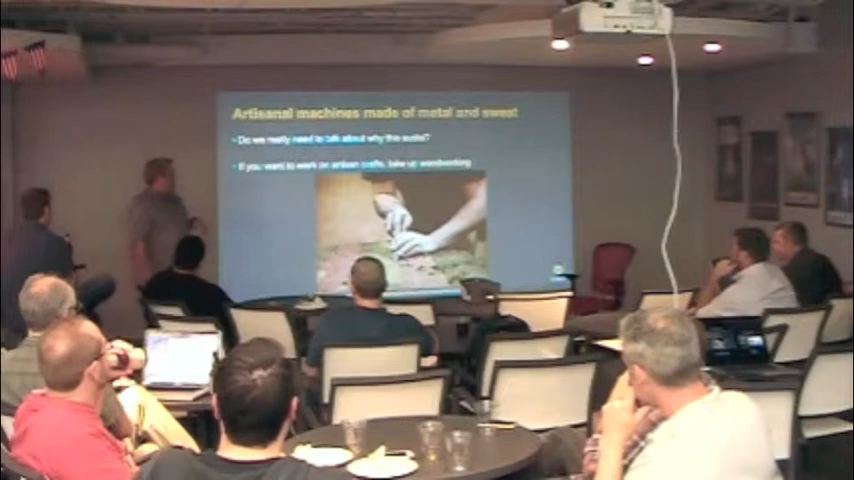 Artisanal machines made of metal and sweat
Do we really need to talk about why this sucks?
If you want to work on artisan crafts, take up woodworking